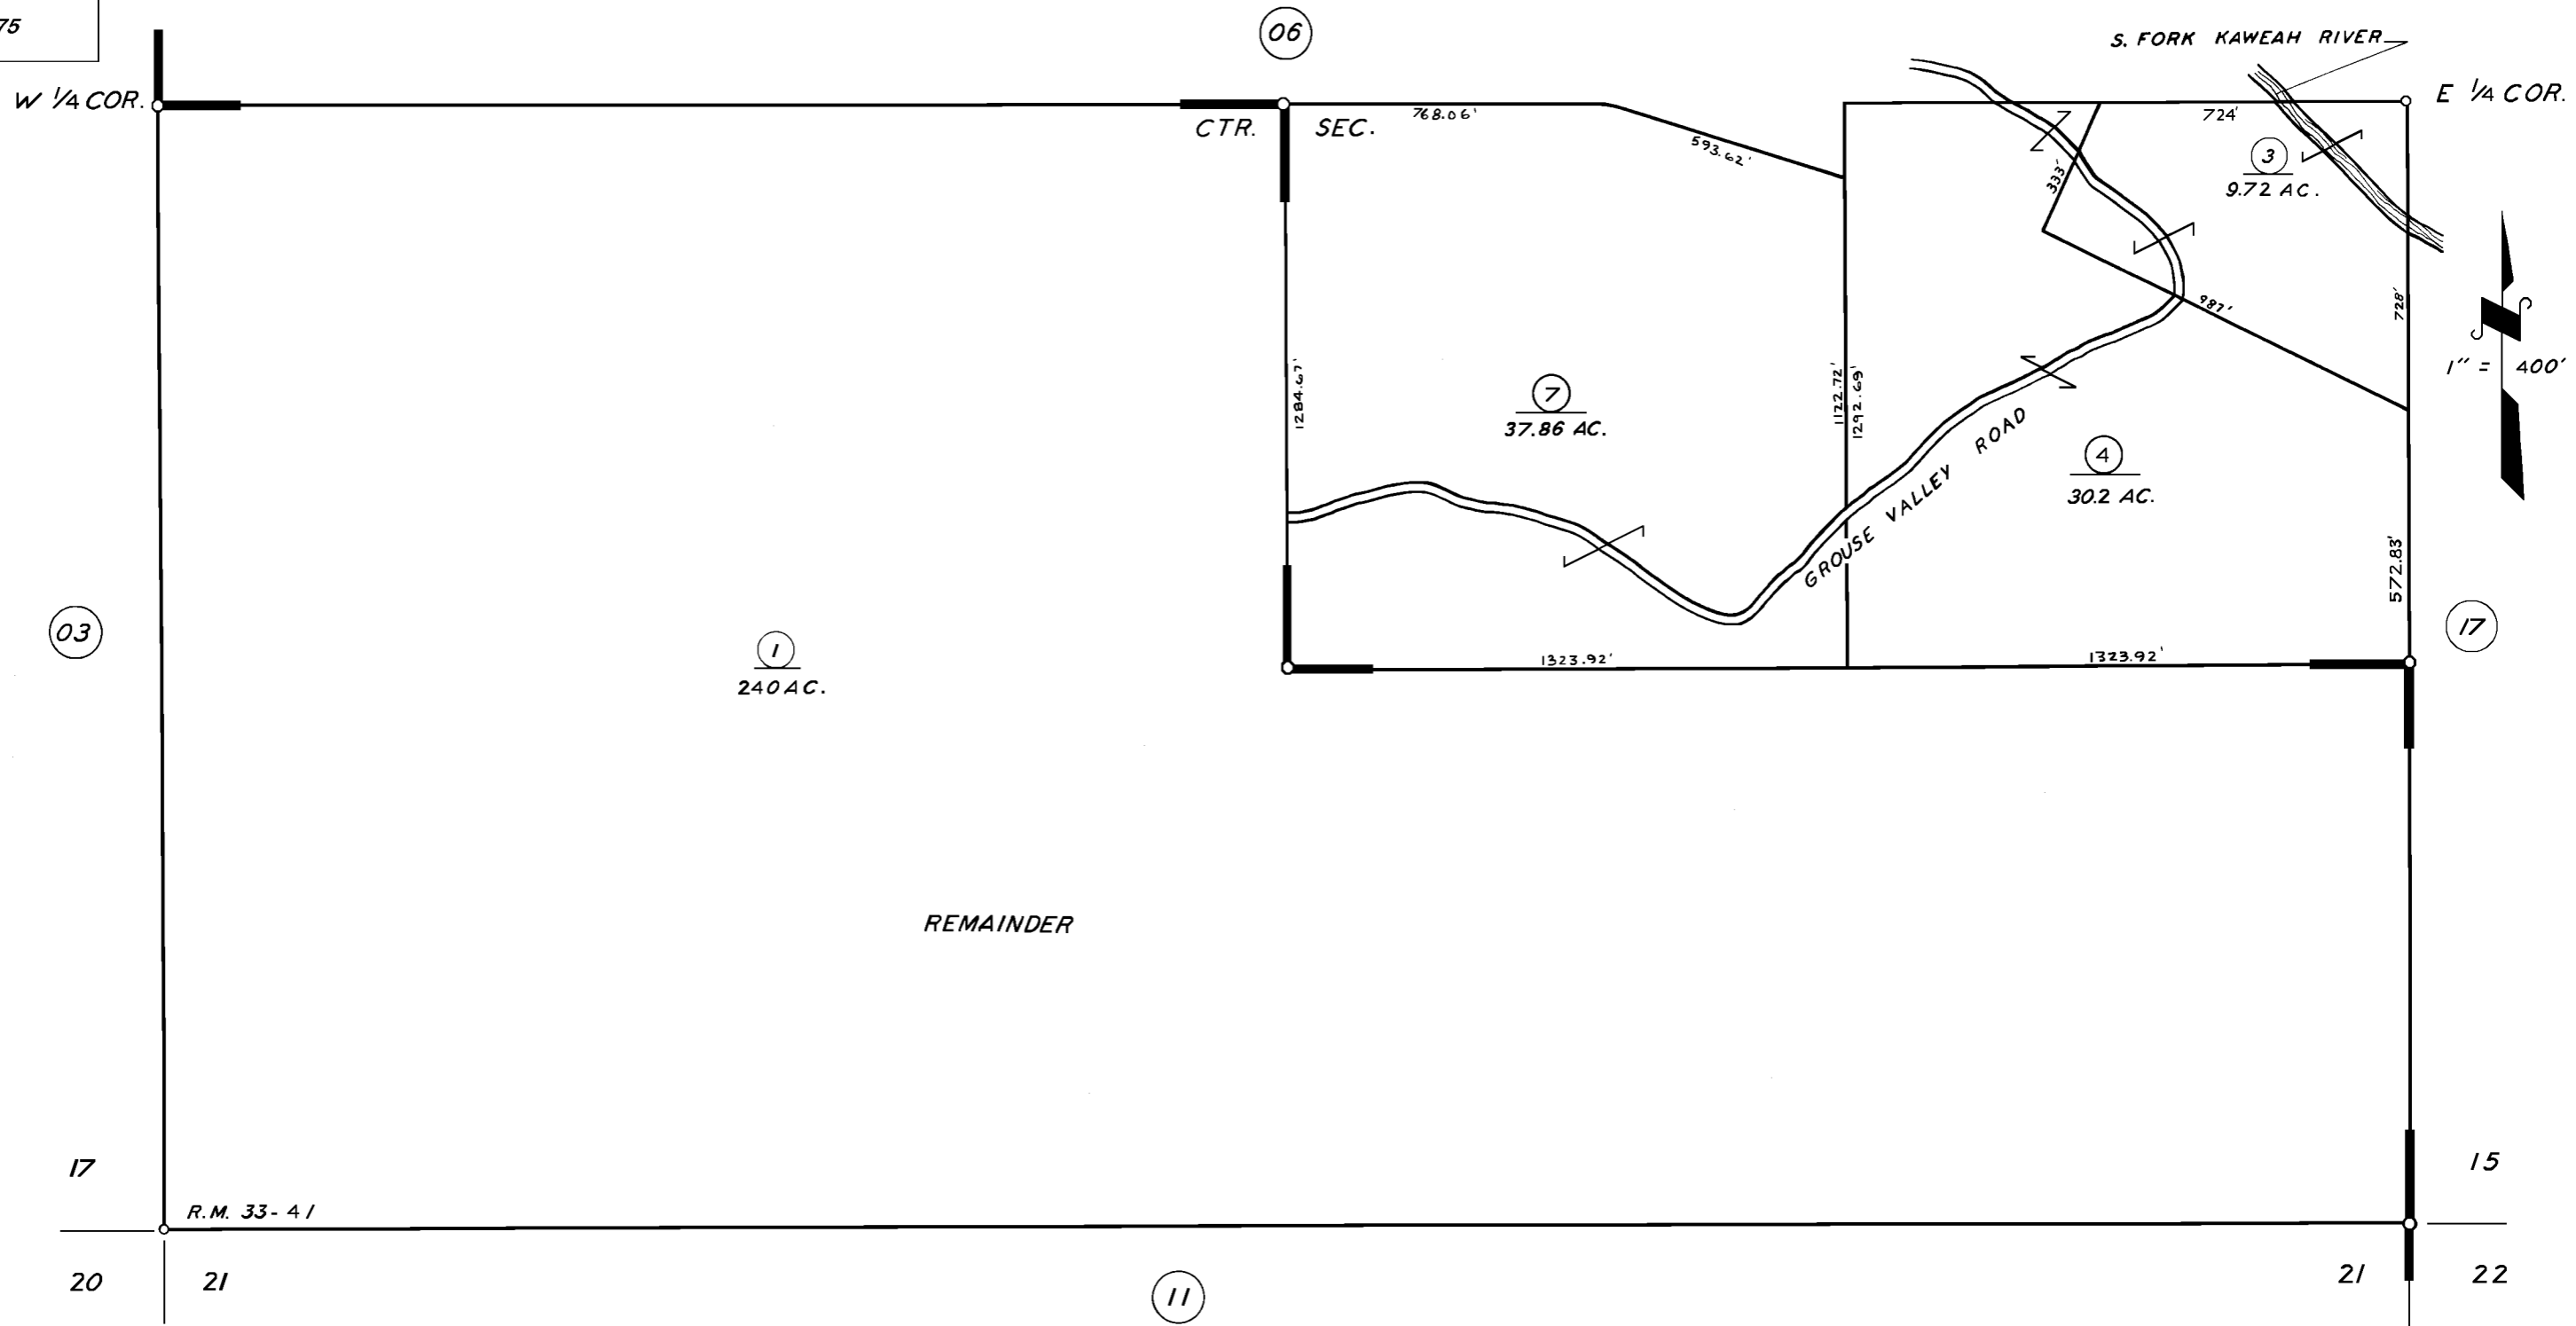 75
06
S. FORK KAWEAH RIVER
W 1/4 COR.
E 1/4 COR.
CTR. SEC.
768.06'
593.62'
724'
3
9.72 AC.
333'
987'
728'
1" = 400'
1284.67'
7
37.86 AC.
1122.72'
1292.69'
GROUSE VALLEY ROAD
4
30.2 AC.
572.83'
03
1
240 AC.
1323.92'
1323.92'
17
REMAINDER
17
15
R.M. 33-41
20
21
11
21
22